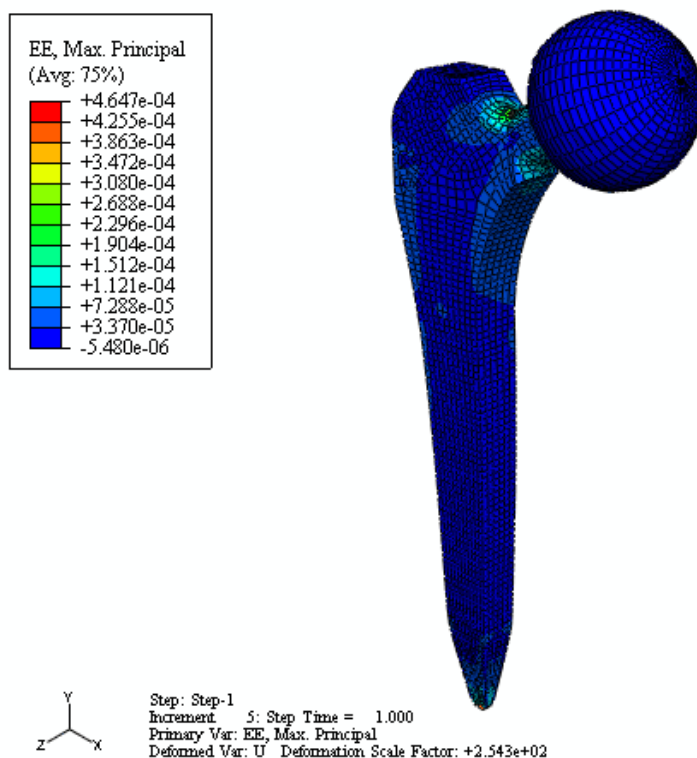 EE, Max. Principal
(Avg: 75%)
+4.647e-04
+4.255e-04
+3.863e-04
+3.472e-04
+3.080e-04
+2.688e-04
+2.296e-04
+1.904e-04
+1.512e-04
+1.121e-04
+7.288e-05
+3.370e-05
-5.480e-06
Y
Z X
Step: Step-1
Increment 5: Step Time = 1.000
Primary Var: EE, Max. Principal
Deformed Var: U Deformation Scale Factor: +2.543e+02